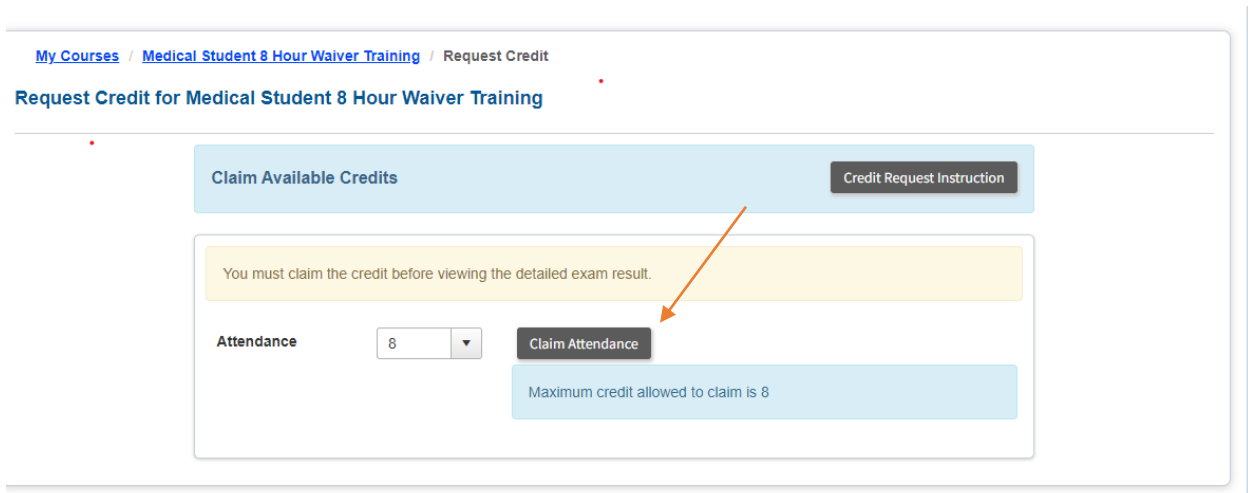 My Courses / Medical Student 8 Hour Waiver Training / Request Credit
Request Credit for Medical Student 8 Hour Waiver Training
Claim Available Credits
Credit Request Instruction
You must claim the credit before viewing the detailed exam result.
Attendance 8 Claim Attendance
Maximum credit allowed to claim is 8